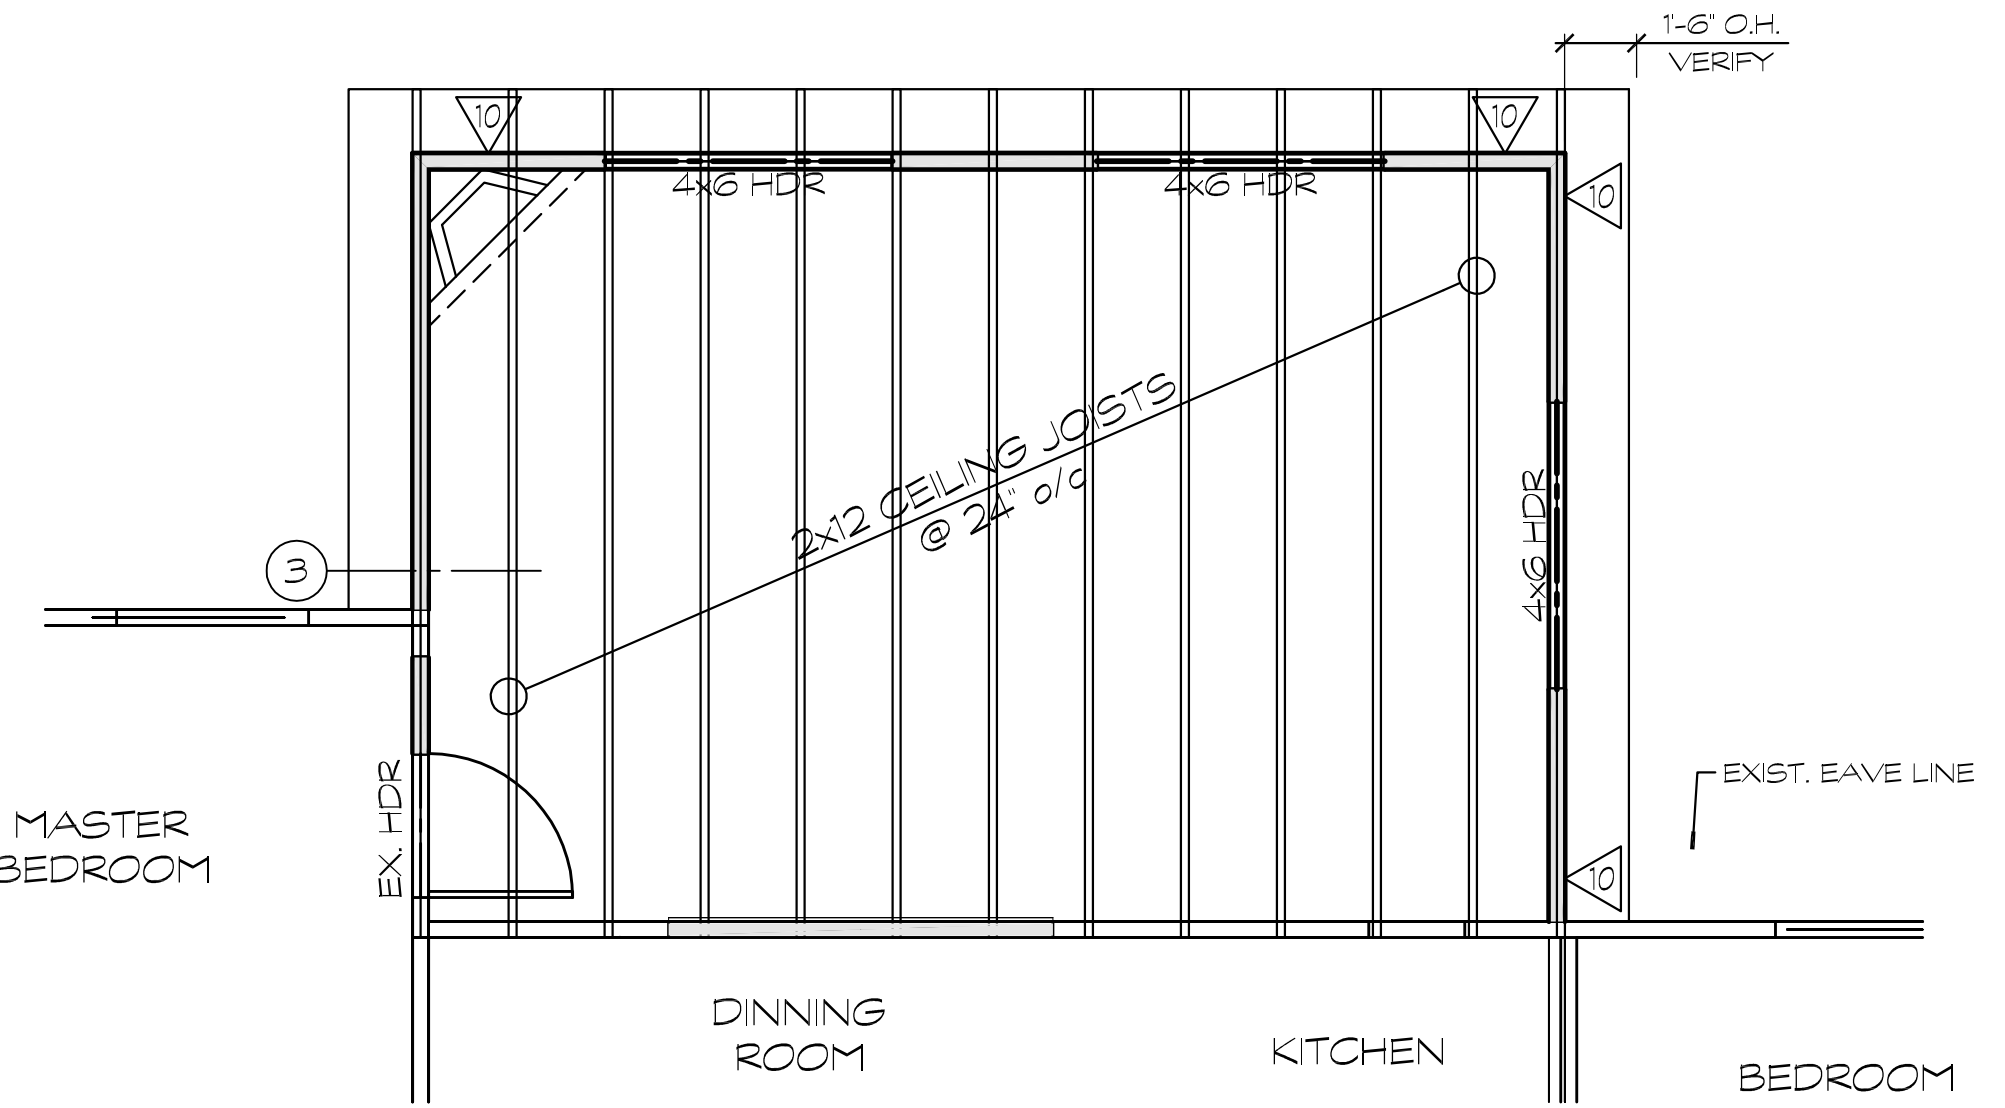 1'-6" O.H.
VERIFY
10
10
10
4x6 HDR
4x6 HDR
2x12 CEILING JOISTS
@ 24" o/c
4x6 HDR
3
EX. HDR
EXIST. EAVE LINE
MASTER
BEDROOM
10
DINNING
ROOM
KITCHEN
BEDROOM